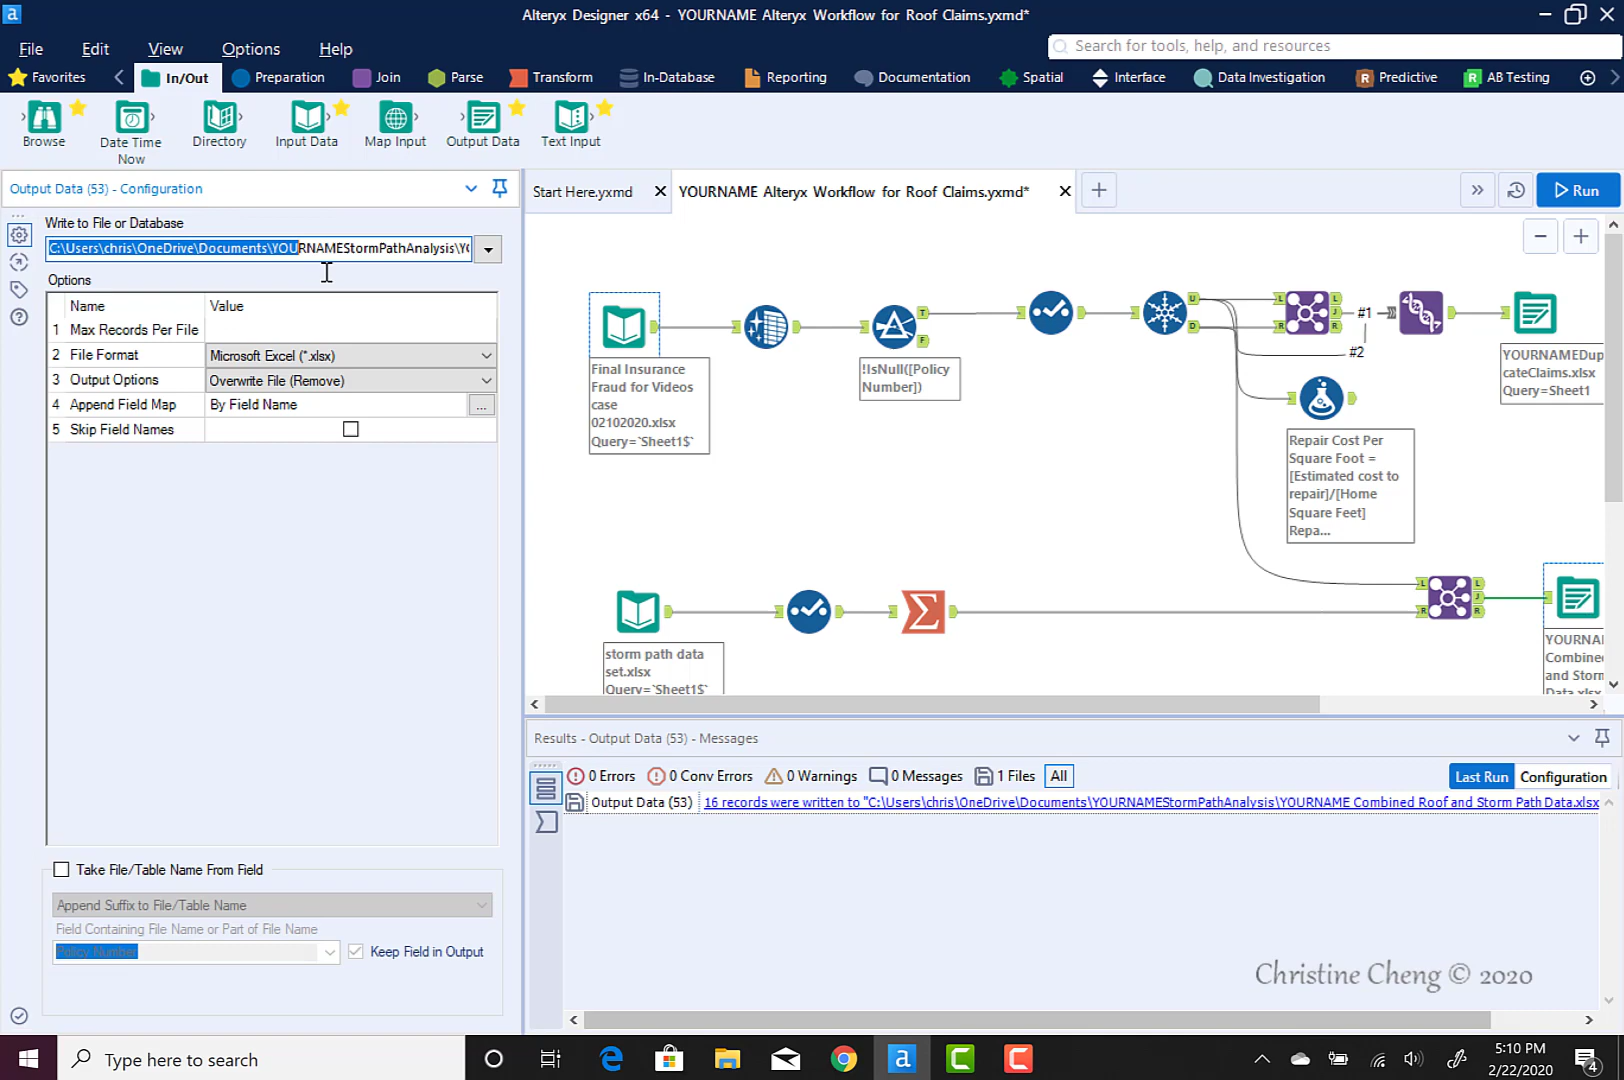 Alteryx Designer x64 - YOURNAME Alteryx Workflow for Roof Claims.yxmd*
File Edit View Options Help
Search for tools, help, and resources
Favorites In/Out Preparation Join Parse Transform In-Database Reporting Documentation Spatial Interface Data Investigation Predictive AB Testing
Browse Date Time Now Directory Input Data Map Input Output Data Text Input
Output Data (53) - Configuration
Start Here.yxmd YOURNAME Alteryx Workflow for Roof Claims.yxmd* Run
Write to File or Database
C:\Users\chris\OneDrive\Documents\YOURNAMEStormPathAnalysis\YO
Options
Name Value
1 Max Records Per File
2 File Format Microsoft Excel (*.xlsx)
3 Output Options Overwrite File (Remove)
4 Append Field Map By Field Name ...
5 Skip Field Names
Take File/Table Name From Field
Append Suffix to File/Table Name
Field Containing File Name or Part of File Name
Policy Number Keep Field in Output
T
F
U
D
L
J
R
R
#1
#2
Final Insurance
Fraud for Videos
case
02102020.xlsx
Query=`Sheet1$`
!IsNull([Policy
Number])
YOURNAMEDup
cateClaims.xlsx
Query=Sheet1
Repair Cost Per
Square Foot =
[Estimated cost to
repair]/[Home
Square Feet]
Repa...
L
R
L
J
R
storm path data
set.xlsx
Query=`Sheet1$`
YOURNA
Combined
and Storm
Data.xlsx
Results - Output Data (53) - Messages
0 Errors 0 Conv Errors 0 Warnings 0 Messages 1 Files All Last Run Configuration
Output Data (53) 16 records were written to "C:\Users\chris\OneDrive\Documents\YOURNAMEStormPathAnalysis\YOURNAME Combined Roof and Storm Path Data.xlsx
Christine Cheng © 2020
Type here to search
5:10 PM
2/22/2020
4